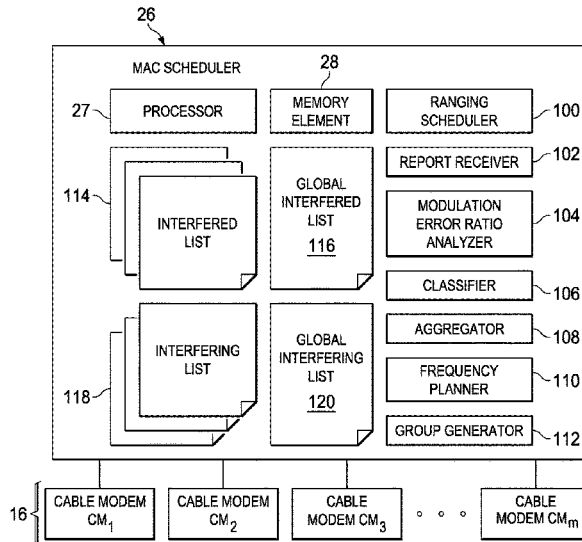 26
MAC SCHEDULER
28
27
PROCESSOR
MEMORY
ELEMENT
RANGING
SCHEDULER
100
114
INTERFERED
LIST
GLOBAL
INTERFERED
LIST
116
REPORT RECEIVER
102
MODULATION
ERROR RATIO
ANALYZER
104
CLASSIFIER
106
118
INTERFERING
LIST
GLOBAL
INTERFERING
LIST
120
AGGREGATOR
108
FREQUENCY
PLANNER
110
GROUP GENERATOR
112
16
CABLE MODEM
CM1
CABLE MODEM
CM2
CABLE
MODEM CM3
CABLE
MODEM CMm